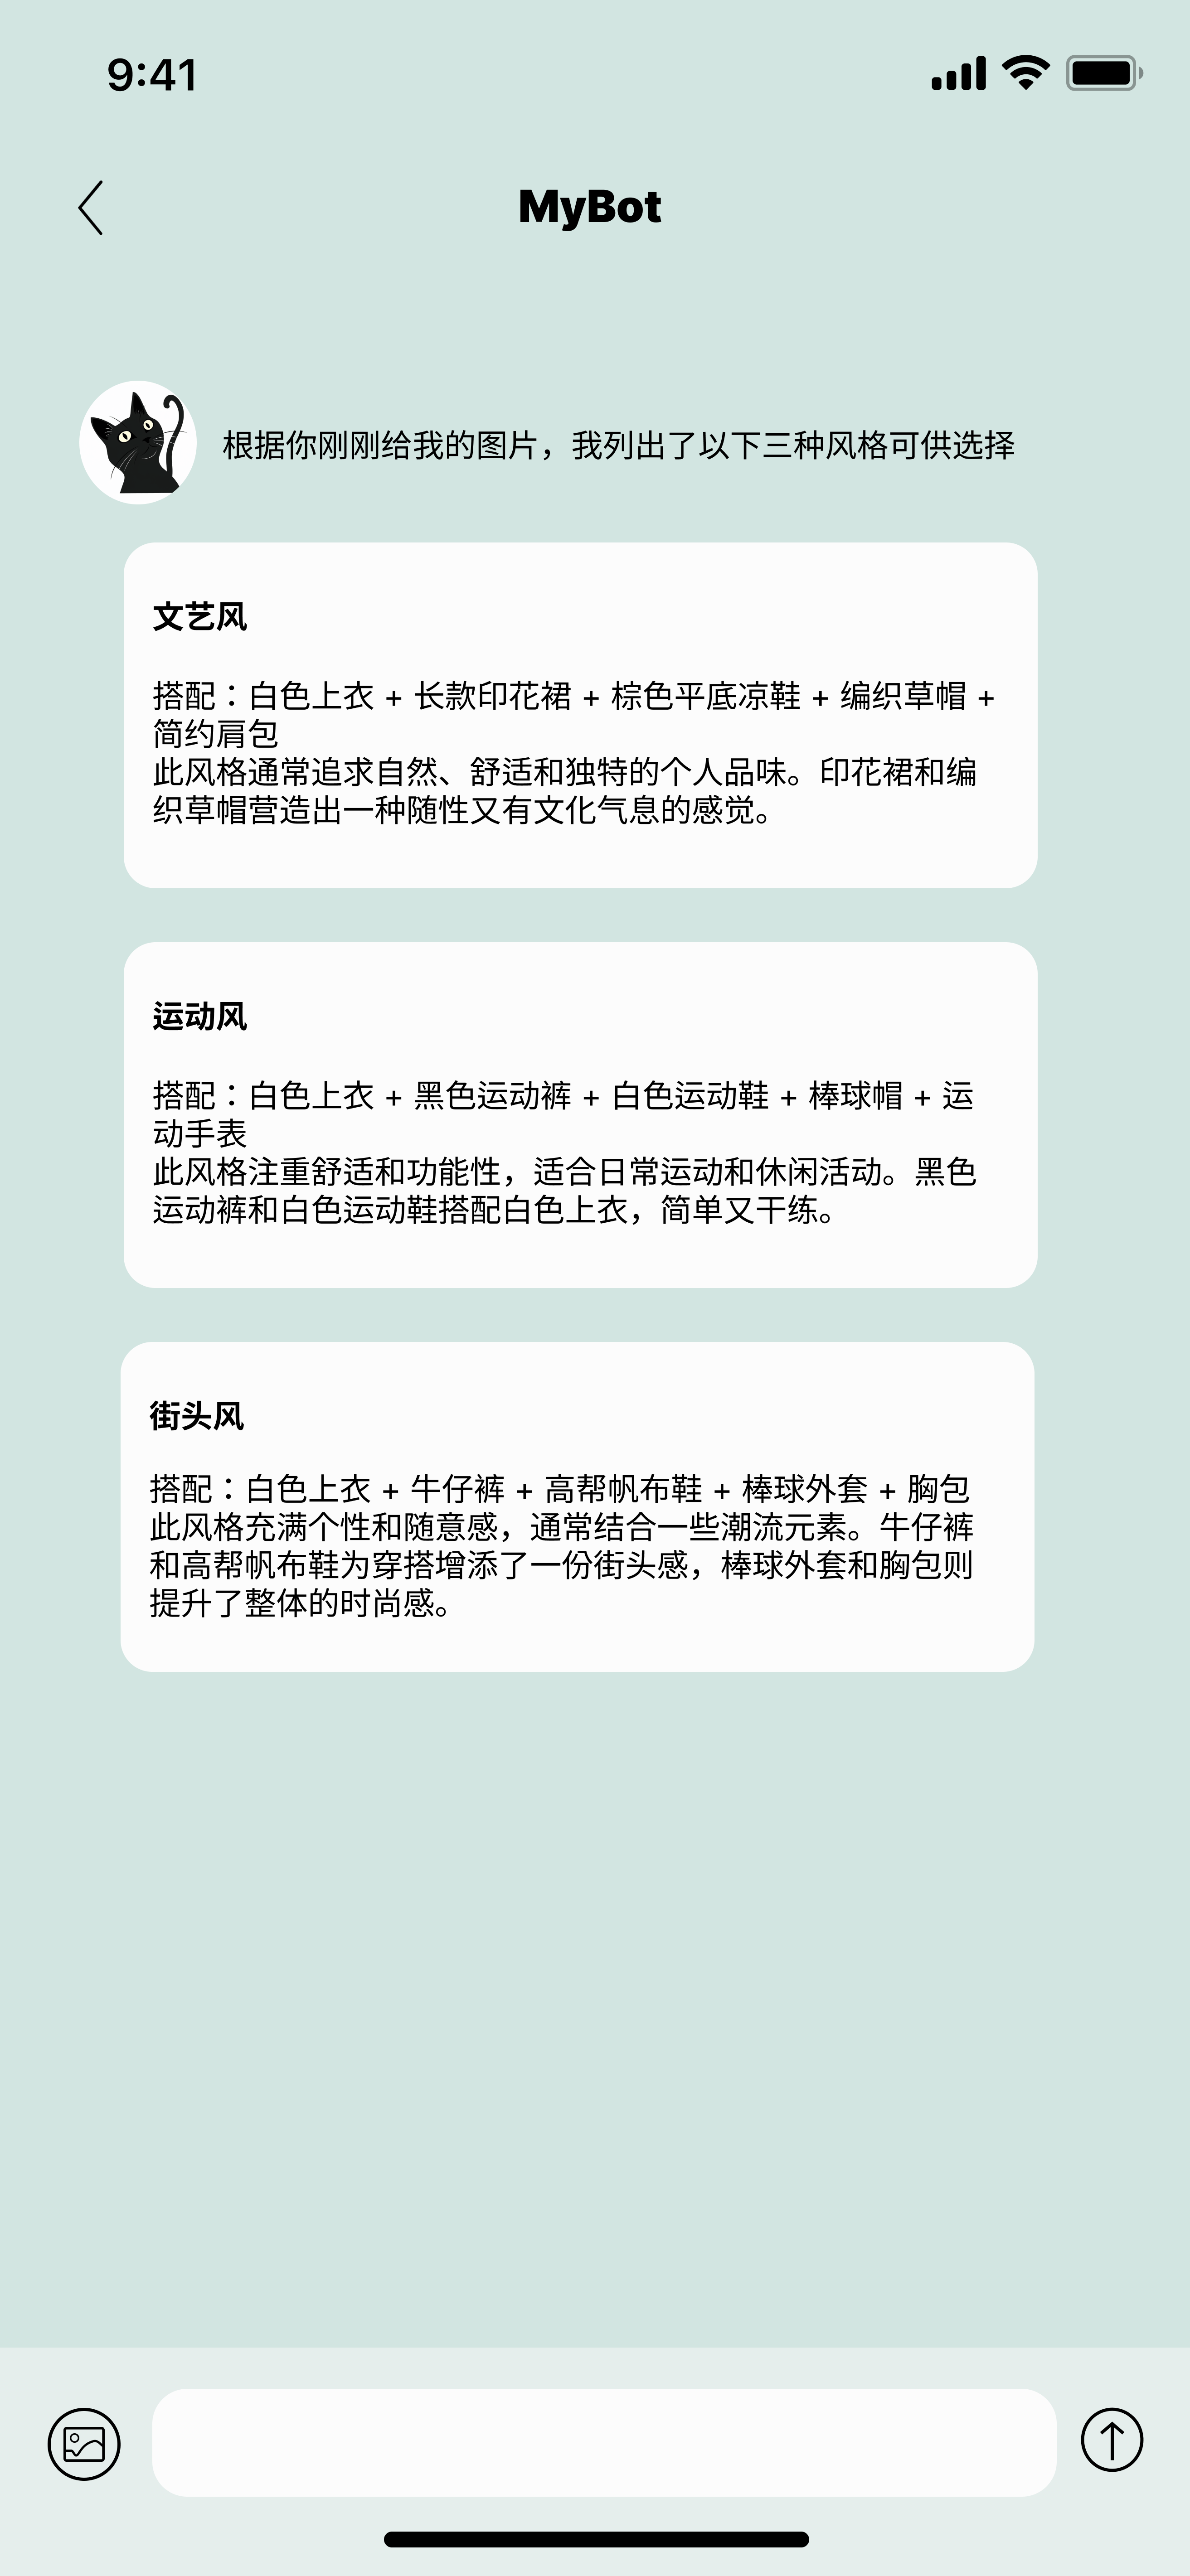 9:41
MyBot
根据你刚刚给我的图片，我列出了以下三种风格可供选择
文艺风
搭配：白色上衣 + 长款印花裙 + 棕色平底凉鞋 + 编织草帽 +
简约肩包
此风格通常追求自然、舒适和独特的个人品味。印花裙和编
织草帽营造出一种随性又有文化气息的感觉。
运动风
搭配：白色上衣 + 黑色运动裤 + 白色运动鞋 + 棒球帽 + 运
动手表
此风格注重舒适和功能性，适合日常运动和休闲活动。黑色
运动裤和白色运动鞋搭配白色上衣，简单又干练。
街头风
搭配：白色上衣 + 牛仔裤 + 高帮帆布鞋 + 棒球外套 + 胸包
此风格充满个性和随意感，通常结合一些潮流元素。牛仔裤
和高帮帆布鞋为穿搭增添了一份街头感，棒球外套和胸包则
提升了整体的时尚感。